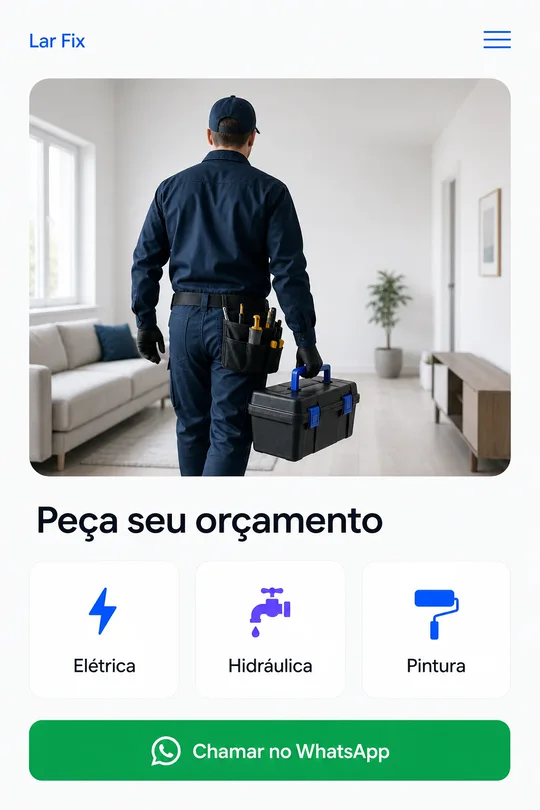 Lar Fix
Peça seu orçamento
Elétrica
Hidráulica
Pintura
Chamar no WhatsApp